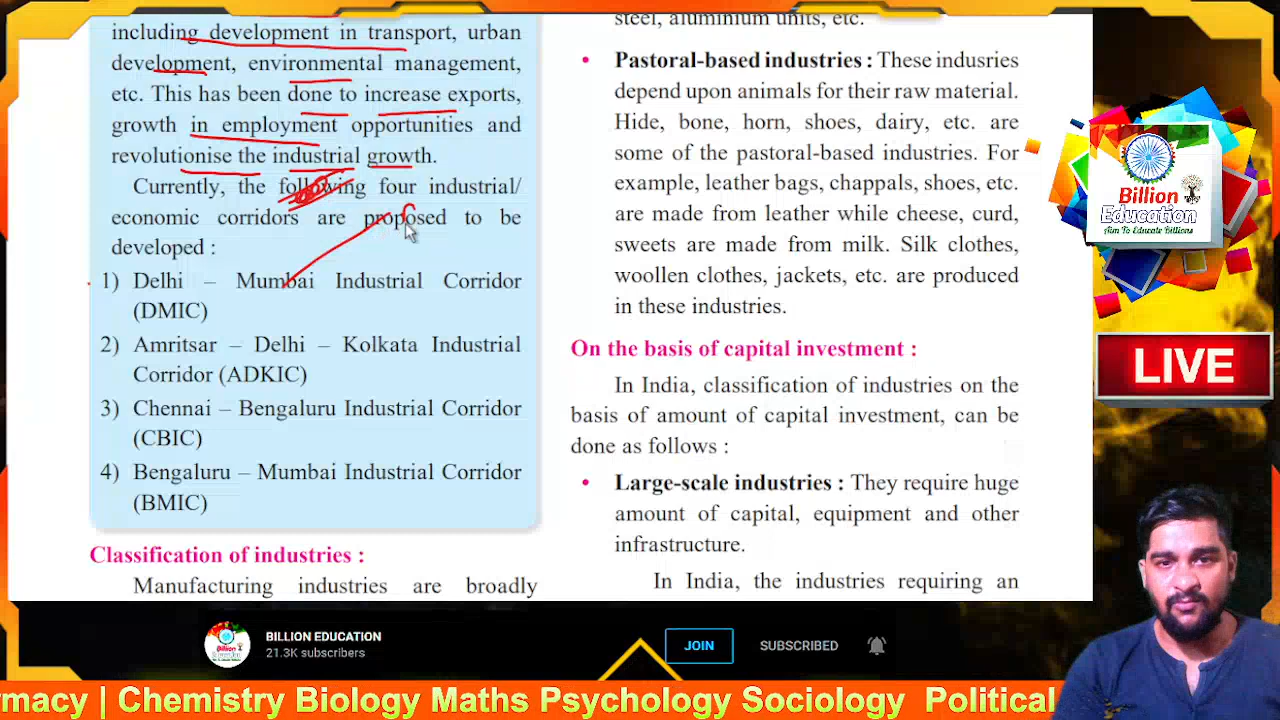 including development in transport, urban
development, environmental management,
etc. This has been done to increase exports,
growth in employment opportunities and
revolutionise the industrial growth.
Currently, the following four industrial/
economic corridors are proposed to be
developed :
1) Delhi – Mumbai Industrial Corridor
(DMIC)
2) Amritsar – Delhi – Kolkata Industrial
Corridor (ADKIC)
3) Chennai – Bengaluru Industrial Corridor
(CBIC)
4) Bengaluru – Mumbai Industrial Corridor
(BMIC)
Classification of industries :
Manufacturing industries are broadly
steel, aluminium units, etc.
• Pastoral-based industries : These indusries
depend upon animals for their raw material.
Hide, bone, horn, shoes, dairy, etc. are
some of the pastoral-based industries. For
example, leather bags, chappals, shoes, etc.
are made from leather while cheese, curd,
sweets are made from milk. Silk clothes,
woollen clothes, jackets, etc. are produced
in these industries.
On the basis of capital investment :
In India, classification of industries on the
basis of amount of capital investment, can be
done as follows :
• Large-scale industries : They require huge
amount of capital, equipment and other
infrastructure.
In India, the industries requiring an
Billion
Education
Aim To Educate Billions
LIVE
BILLION EDUCATION
21.3K subscribers
JOIN
SUBSCRIBED
rmacy | Chemistry Biology Maths Psychology Sociology Political